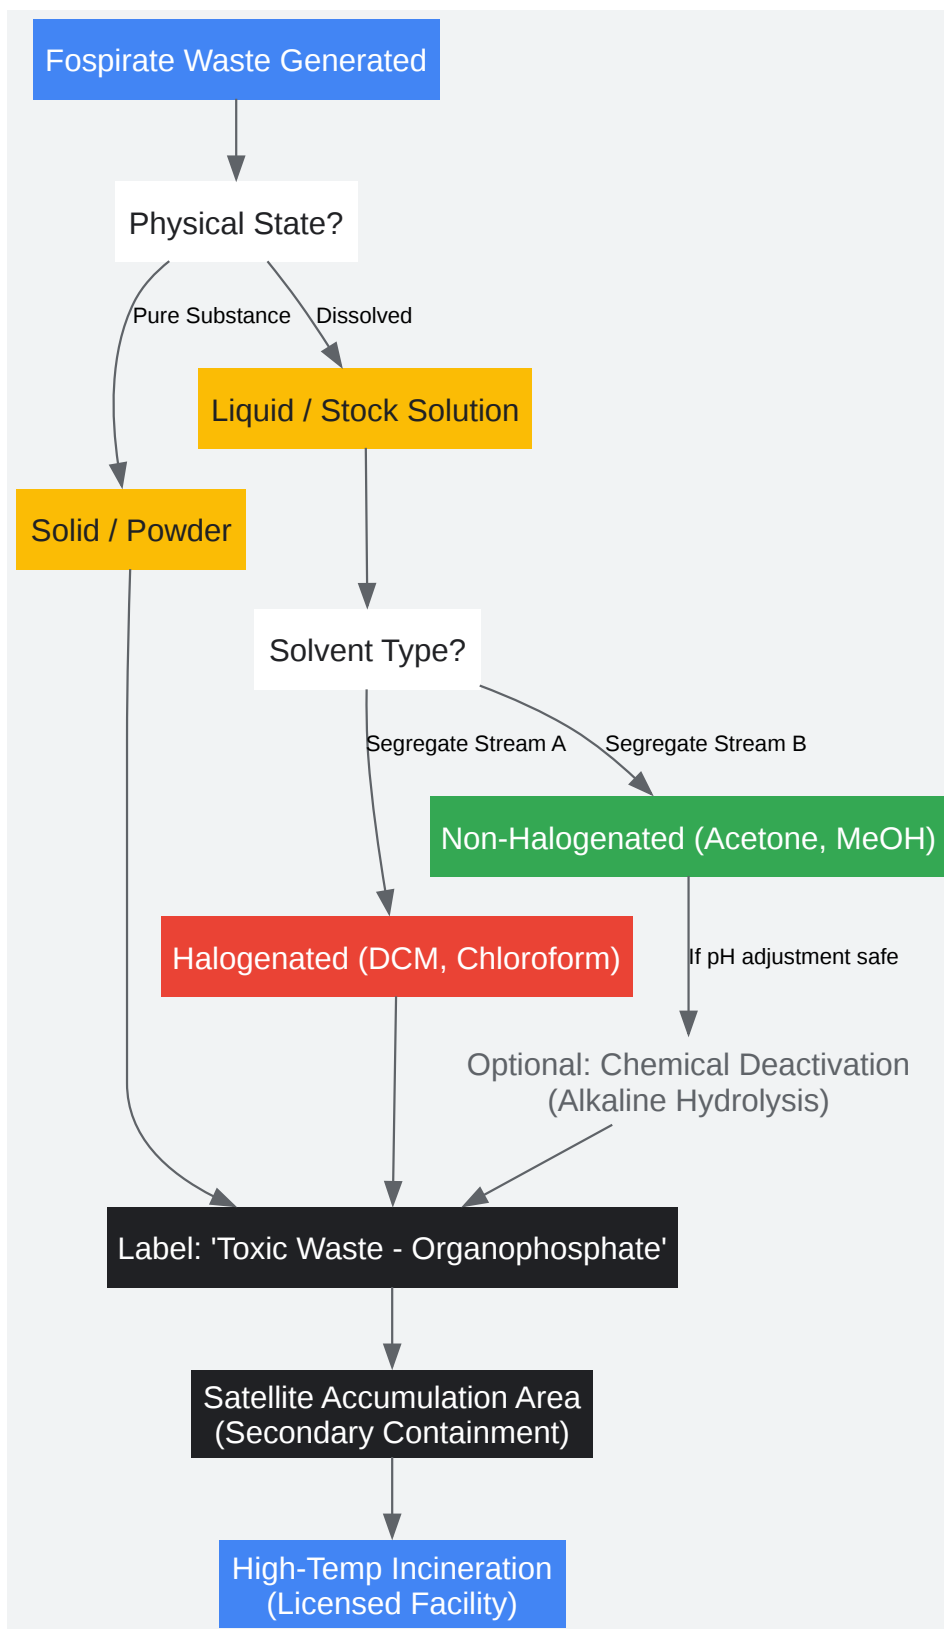 Fospirate Waste Generated
Physical State?
Pure Substance
Dissolved
Liquid / Stock Solution
Solid / Powder
Solvent Type?
Segregate Stream A
Segregate Stream B
Non-Halogenated (Acetone, MeOH)
Halogenated (DCM, Chloroform)
If pH adjustment safe
Optional: Chemical Deactivation
(Alkaline Hydrolysis)
Label: 'Toxic Waste - Organophosphate'
Satellite Accumulation Area
(Secondary Containment)
High-Temp Incineration
(Licensed Facility)